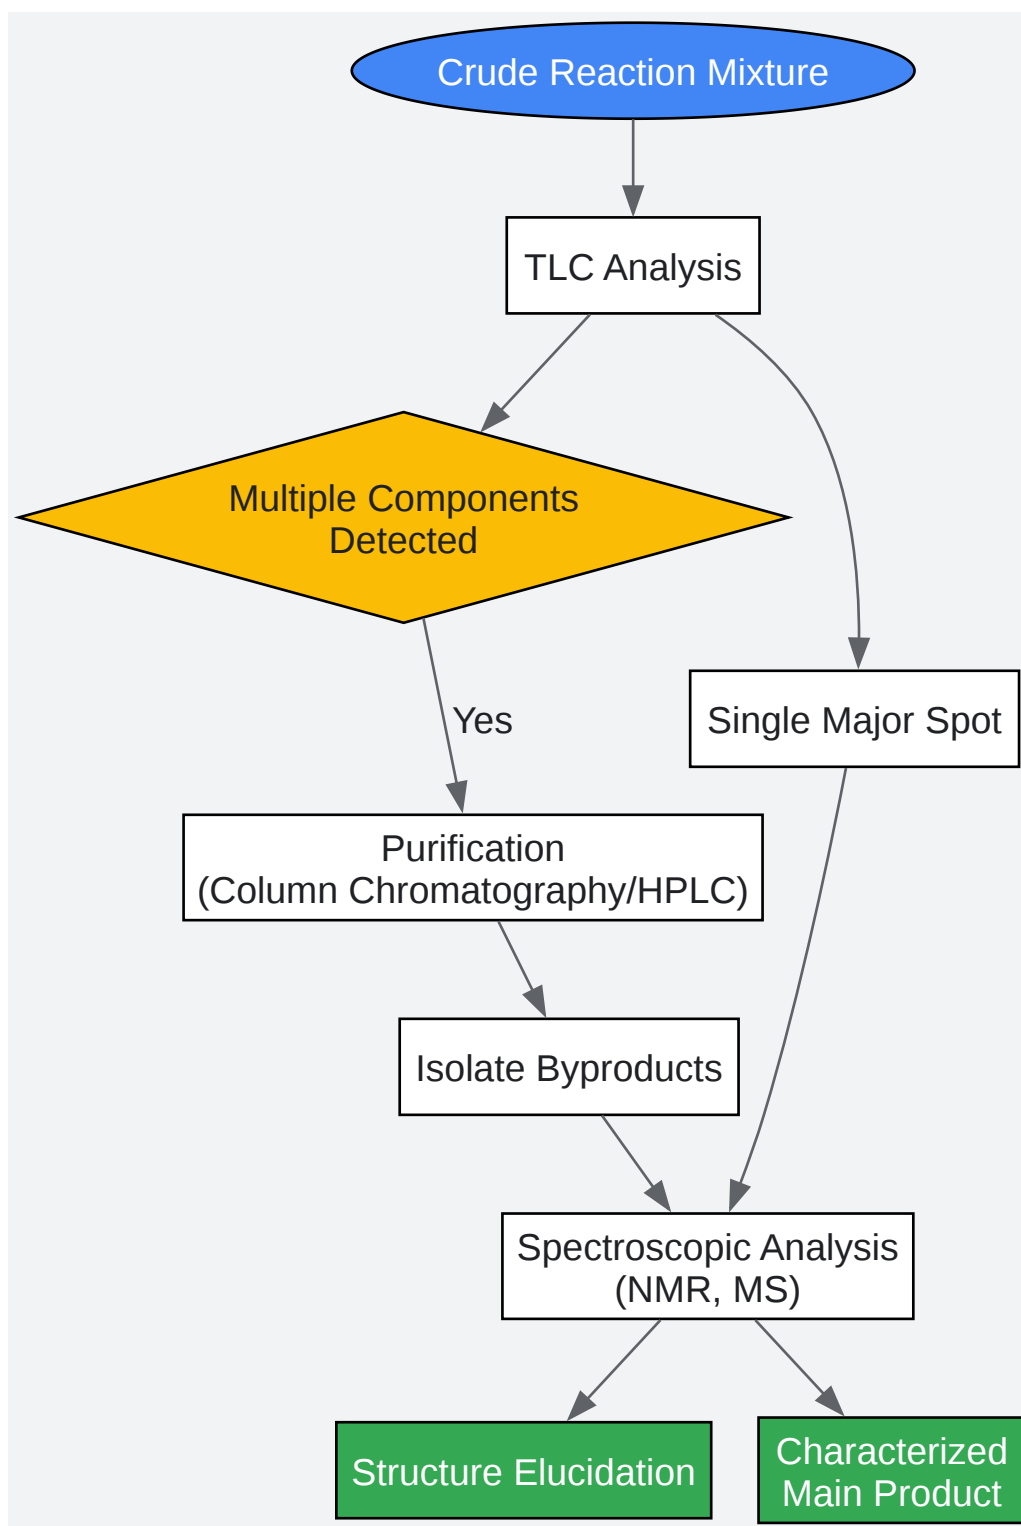 Crude Reaction Mixture
TLC Analysis
Multiple Components
Detected
Yes
Single Major Spot
Purification
(Column Chromatography/HPLC)
Isolate Byproducts
Spectroscopic Analysis
(NMR, MS)
Structure Elucidation
Characterized
Main Product